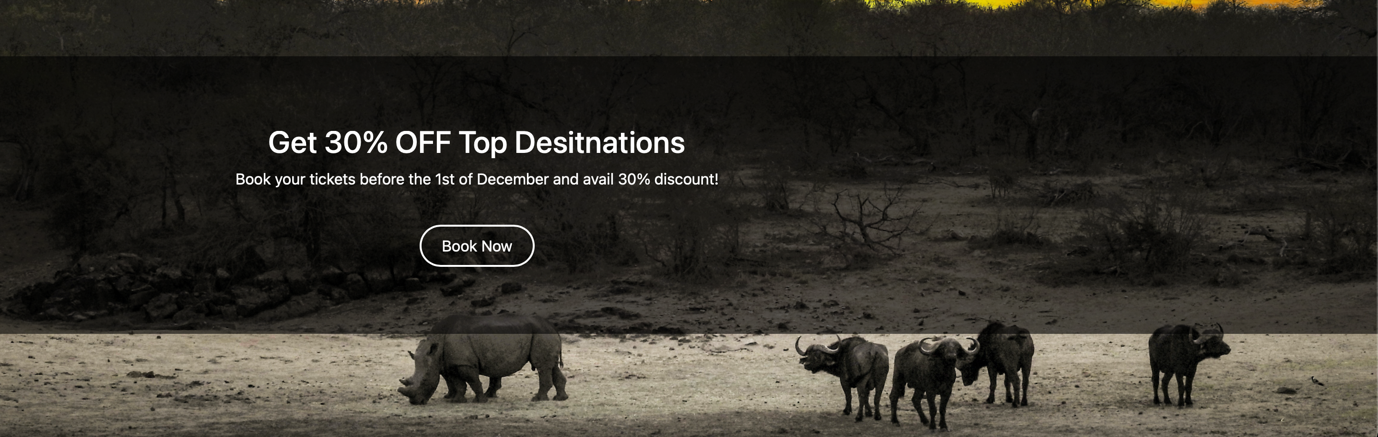 Get 30% OFF Top Desitnations
Book your tickets before the 1st of December and avail 30% discount!
Book Now